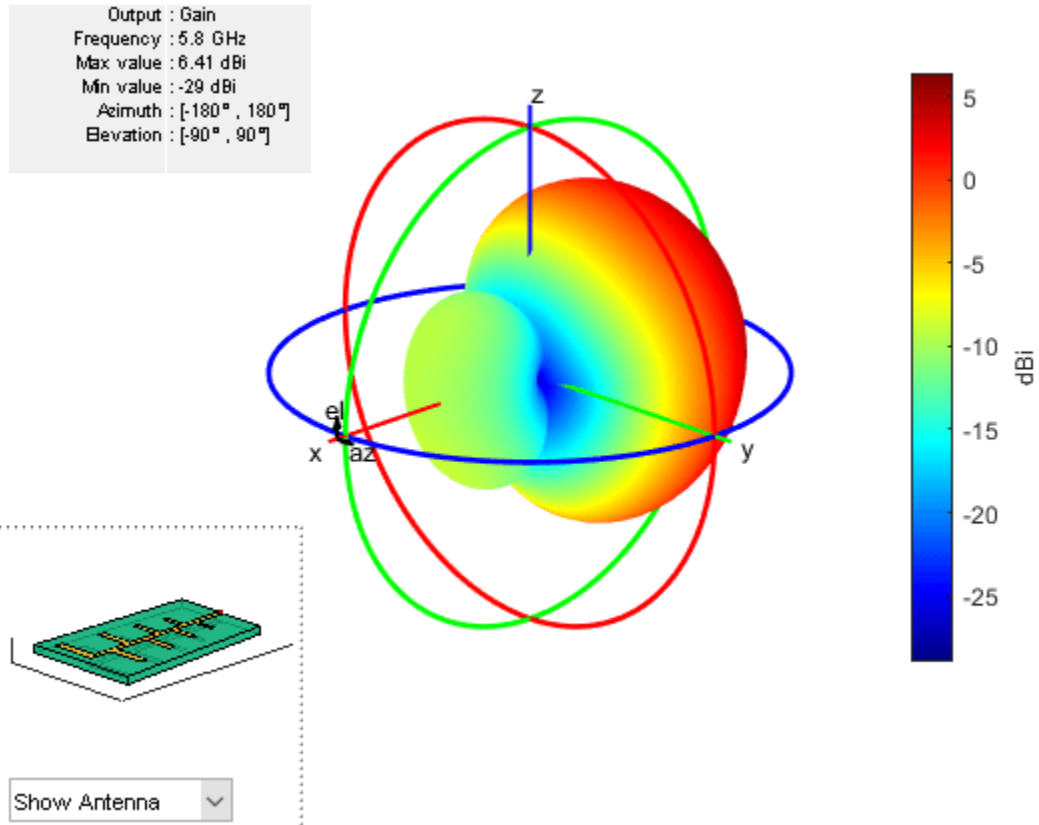 Output : Gain
Frequency : 5.8 GHz
Max value : 6.41 dBi
Min value : -29 dBi
Azimuth : [-180° , 180°]
Elevation : [-90° , 90°]
z
5
0
-5
-10
-15
-20
-25
dBi
el
x
az
y
Show Antenna